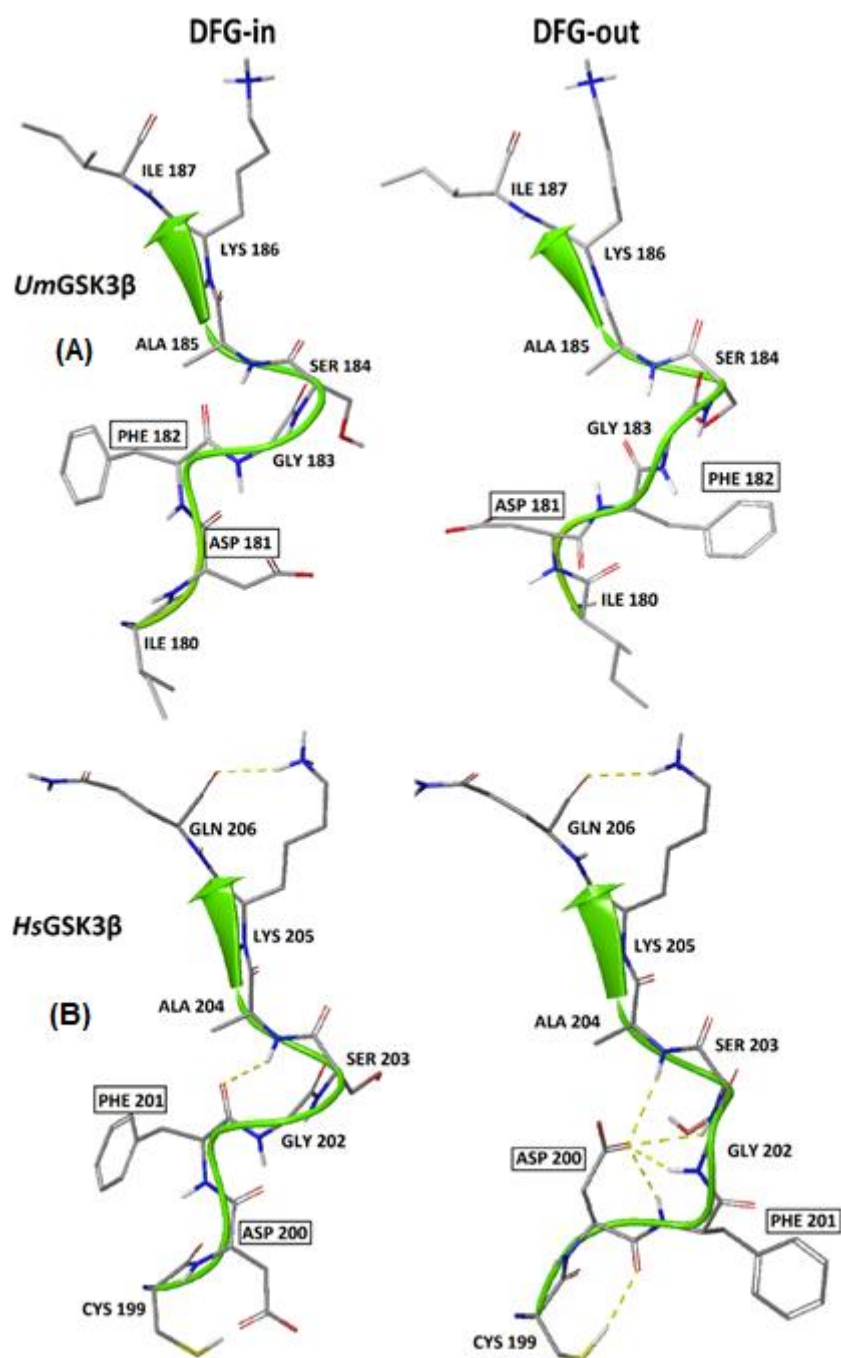 DFG-in
DFG-out
ILE 187
LYS 186
UmGSK3β
(A)
ALA 185
SER 184
PHE 182
GLY 183
ASP 181
ILE 180
ILE 187
LYS 186
ALA 185
SER 184
GLY 183
PHE 182
ASP 181
ILE 180
GLN 206
HsGSK3β
LYS 205
(B)
ALA 204
SER 203
PHE 201
GLY 202
ASP 200
CYS 199
GLN 206
LYS 205
ALA 204
SER 203
ASP 200
GLY 202
PHE 201
CYS 199